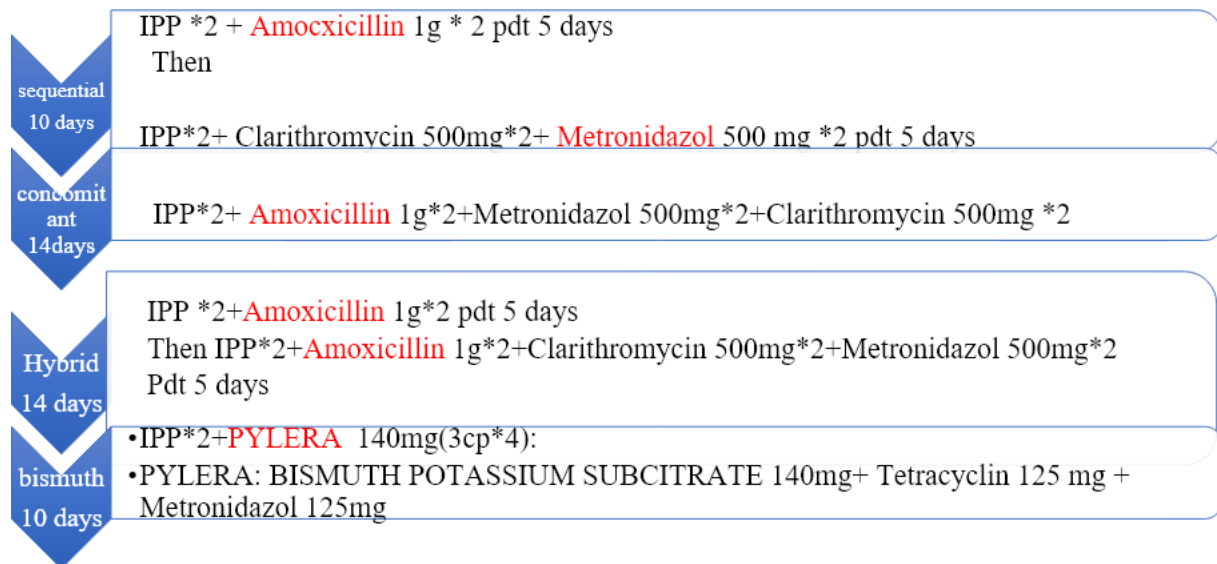 sequential
10 days
IPP *2 + Amocxicillin 1g * 2 pdt 5 days
Then
IPP*2+ Clarithromycin 500mg*2+ Metronidazol 500 mg *2 pdt 5 days
concomit
ant
14days
IPP*2+ Amoxicillin 1g*2+Metronidazol 500mg*2+Clarithromycin 500mg *2
Hybrid
14 days
IPP *2+Amoxicillin 1g*2 pdt 5 days
Then IPP*2+Amoxicillin 1g*2+Clarithromycin 500mg*2+Metronidazol 500mg*2
Pdt 5 days
bismuth
10 days
•IPP*2+PYLERA 140mg(3cp*4):
•PYLERA: BISMUTH POTASSIUM SUBCITRATE 140mg+ Tetracyclin 125 mg +
Metronidazol 125mg